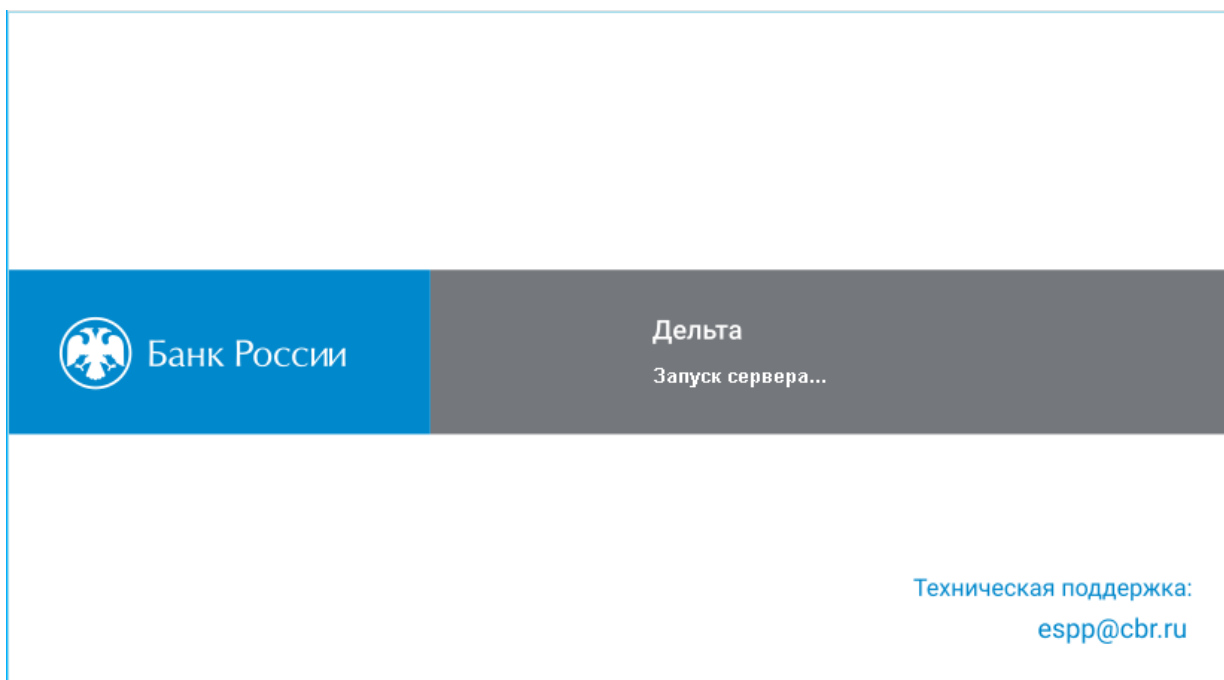 Банк России
Дельта
Запуск сервера...
Техническая поддержка:
espp@cbr.ru